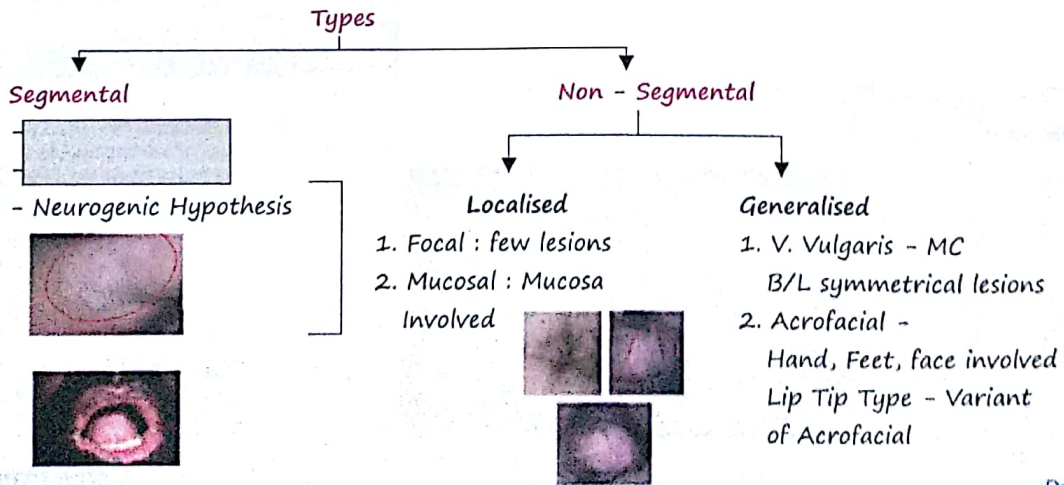 Types
Segmental
- Neurogenic Hypothesis
Non - Segmental
Localised
1. Focal : few lesions
2. Mucosal : Mucosa
Involved
Generalised
1. V. Vulgaris - MC
B/L symmetrical lesions
2. Acrofacial -
Hand, Feet, face involved
Lip Tip Type - Variant
of Acrofacial